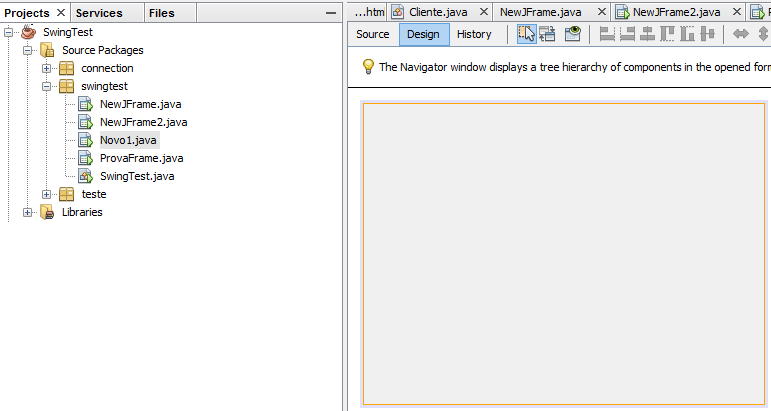 Projects Services Files
SwingTest
Source Packages
connection
swingtest
NewJFrame.java
NewJFrame2.java
Novo1.java
ProvaFrame.java
SwingTest.java
teste
Libraries
...htm Cliente.java NewJFrame.java NewJFrame2.java
Source Design History
The Navigator window displays a tree hierarchy of components in the opened form